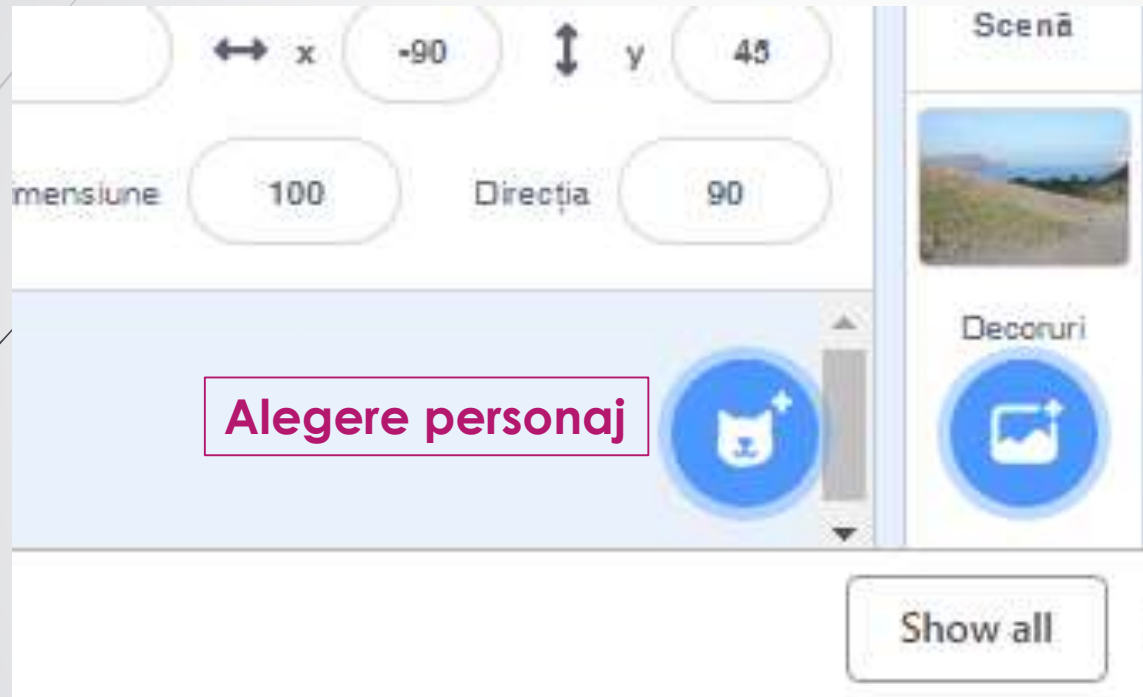 x -90 y 45
Scenă
mensiune 100 Direcția 90
Decoruri
Alegere personaj
Show all